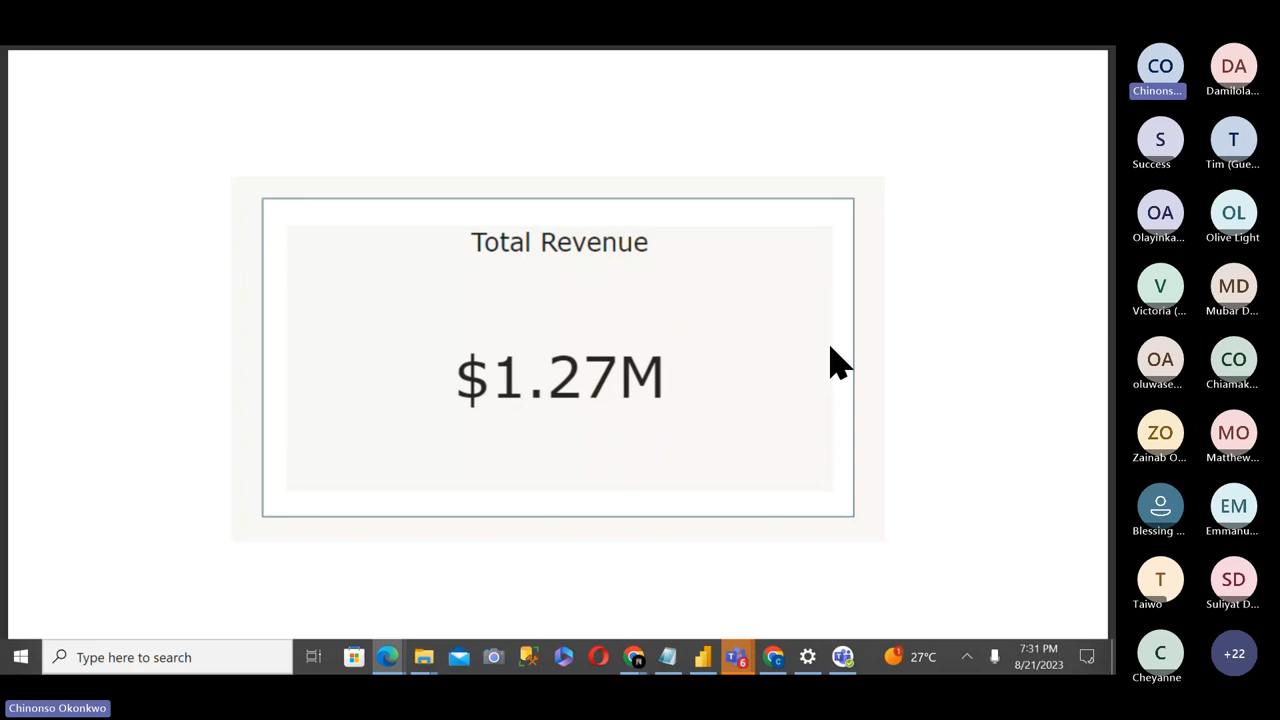 Total Revenue
$1.27M
CO
DA
Chinons...
Damilola...
S
T
Success
Tim (Gue...
OA
OL
Olayinka...
Olive Light
V
MD
Victoria (...
Mubar D...
OA
CO
oluwase...
Chiamak...
ZO
MO
Zainab O...
Matthew...
EM
Blessing ...
Emmanu...
T
SD
Taiwo
Suliyat D...
C
+22
Cheyanne
Type here to search
N
6
C
27°C
7:31 PM
8/21/2023
Chinonso Okonkwo